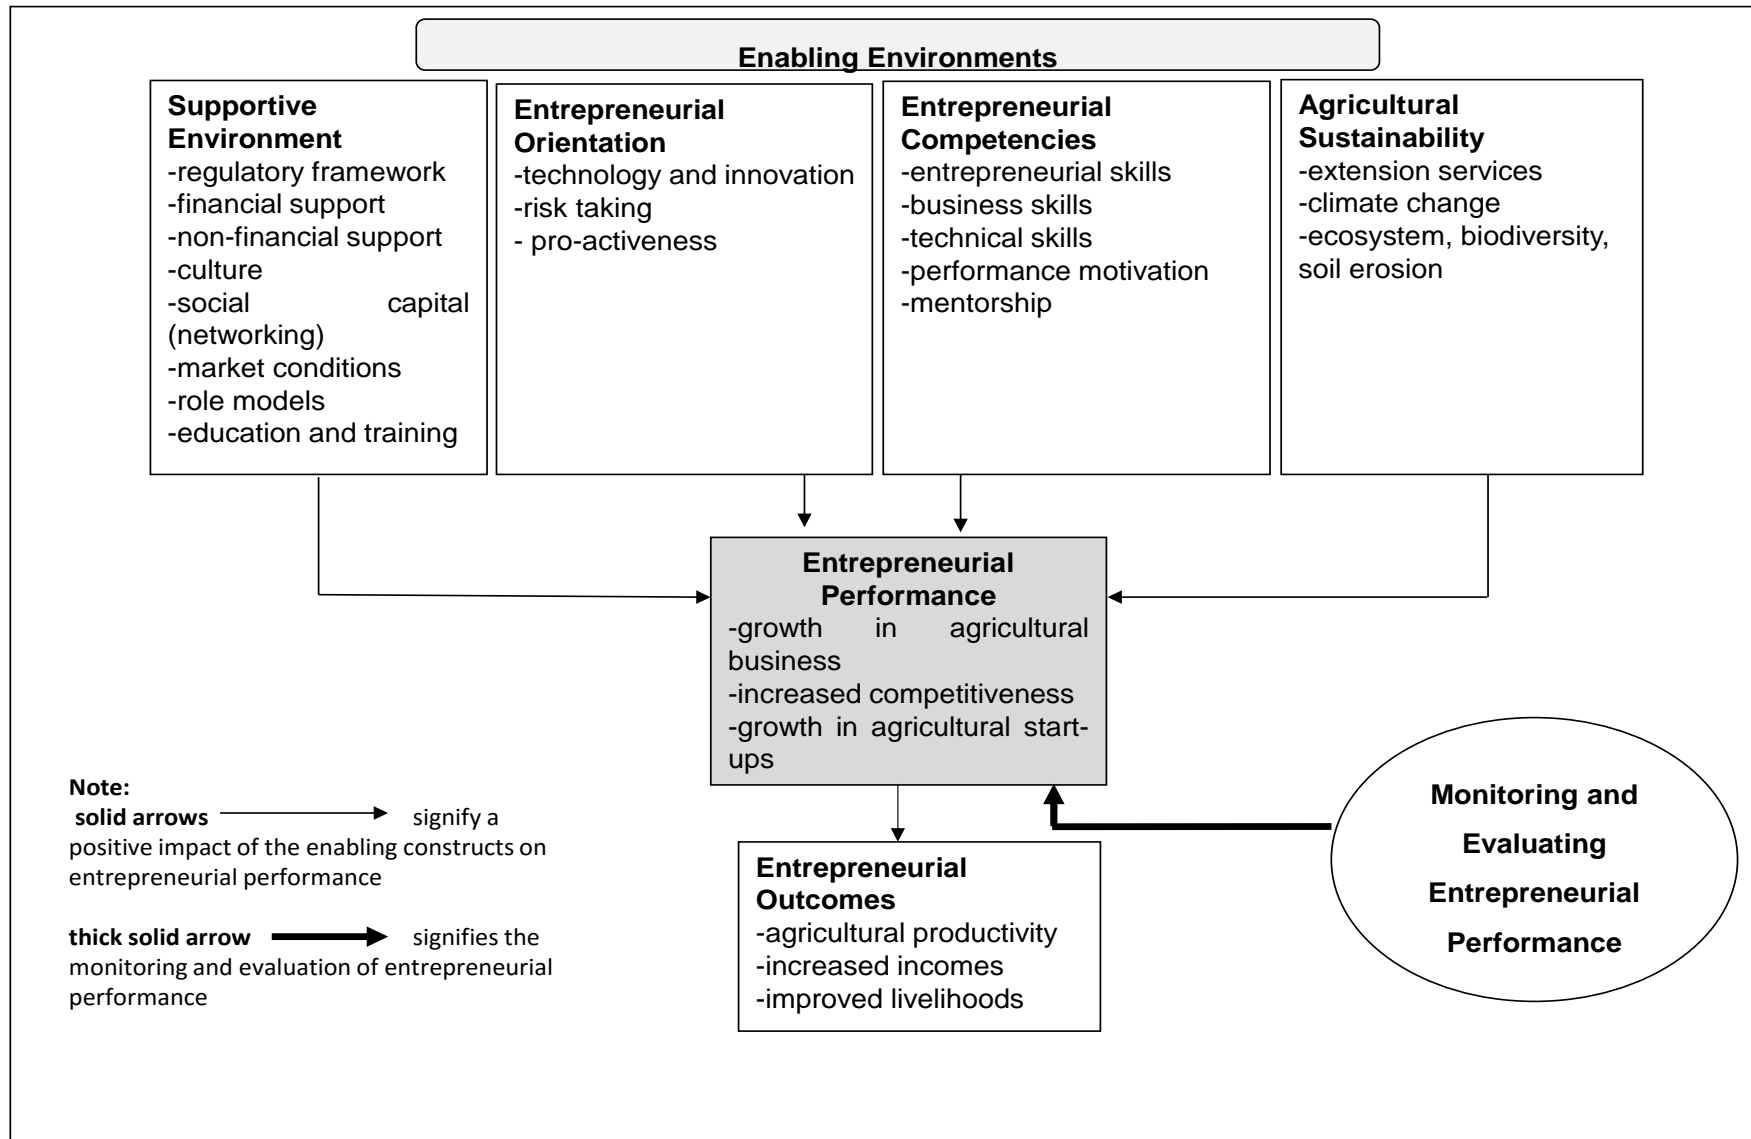 Enabling Environments
Supportive
Environment
-regulatory framework
-financial support
-non-financial support
-culture
-social capital
(networking)
-market conditions
-role models
-education and training
Entrepreneurial
Orientation
-technology and innovation
-risk taking
- pro-activeness
Entrepreneurial
Competencies
-entrepreneurial skills
-business skills
-technical skills
-performance motivation
-mentorship
Agricultural
Sustainability
-extension services
-climate change
-ecosystem, biodiversity,
soil erosion
Entrepreneurial
Performance
-growth in agricultural
business
-increased competitiveness
-growth in agricultural start-
ups
Note:
solid arrows signify a
positive impact of the enabling constructs on
entrepreneurial performance
thick solid arrow signifies the
monitoring and evaluation of entrepreneurial
performance
Entrepreneurial
Outcomes
-agricultural productivity
-increased incomes
-improved livelihoods
Monitoring and
Evaluating
Entrepreneurial
Performance